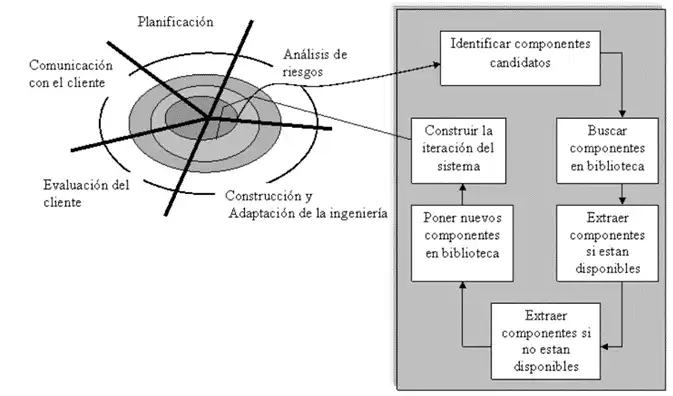 Planificación
Comunicación
con el cliente
Análisis de
riesgos
Evaluación del
cliente
Construcción y
Adaptación de la ingeniería
Identificar componentes
candidatos
Buscar
componentes
en biblioteca
Extraer
componentes
si estan
disponibles
Extraer
componentes si
no estan
disponibles
Poner nuevos
componentes
en biblioteca
Construir la
iteración del
sistema